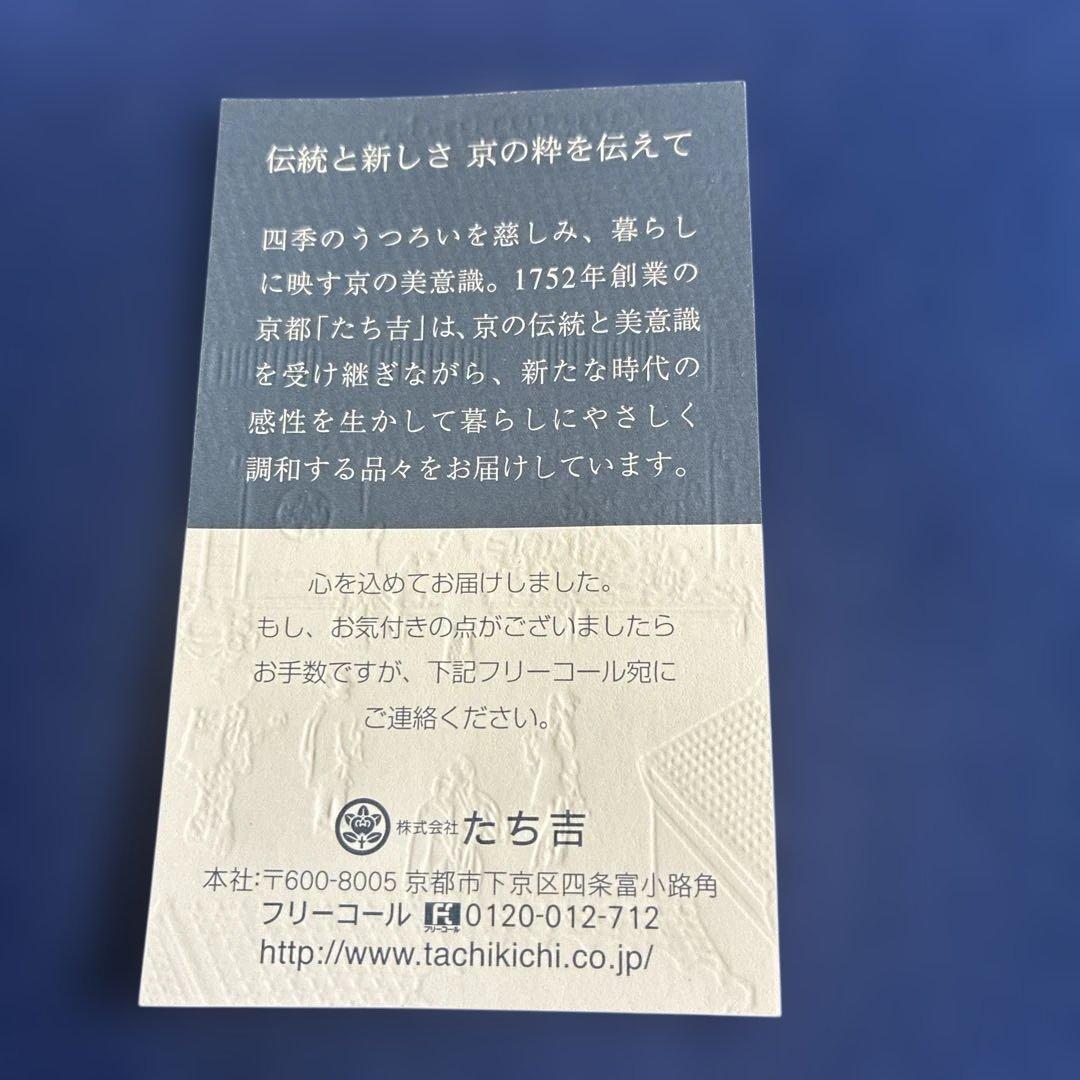 伝統と新しさ 京の粋を伝えて
四季のうつろいを慈しみ、暮らし
に映す京の美意識。1752年創業の
京都「たち吉」は、京の伝統と美意識
を受け継ぎながら、新たな時代の
感性を生かして暮らしにやさしく
調和する品々をお届けしています。
心を込めてお届けしました。
もし、お気付きの点がございましたら
お手数ですが、下記フリーコール宛に
ご連絡ください。
株式会社 たち吉
本社:〒600-8005 京都市下京区四条富小路角
フリーコール 0120-012-712
フリーコール
http://www.tachikichi.co.jp/